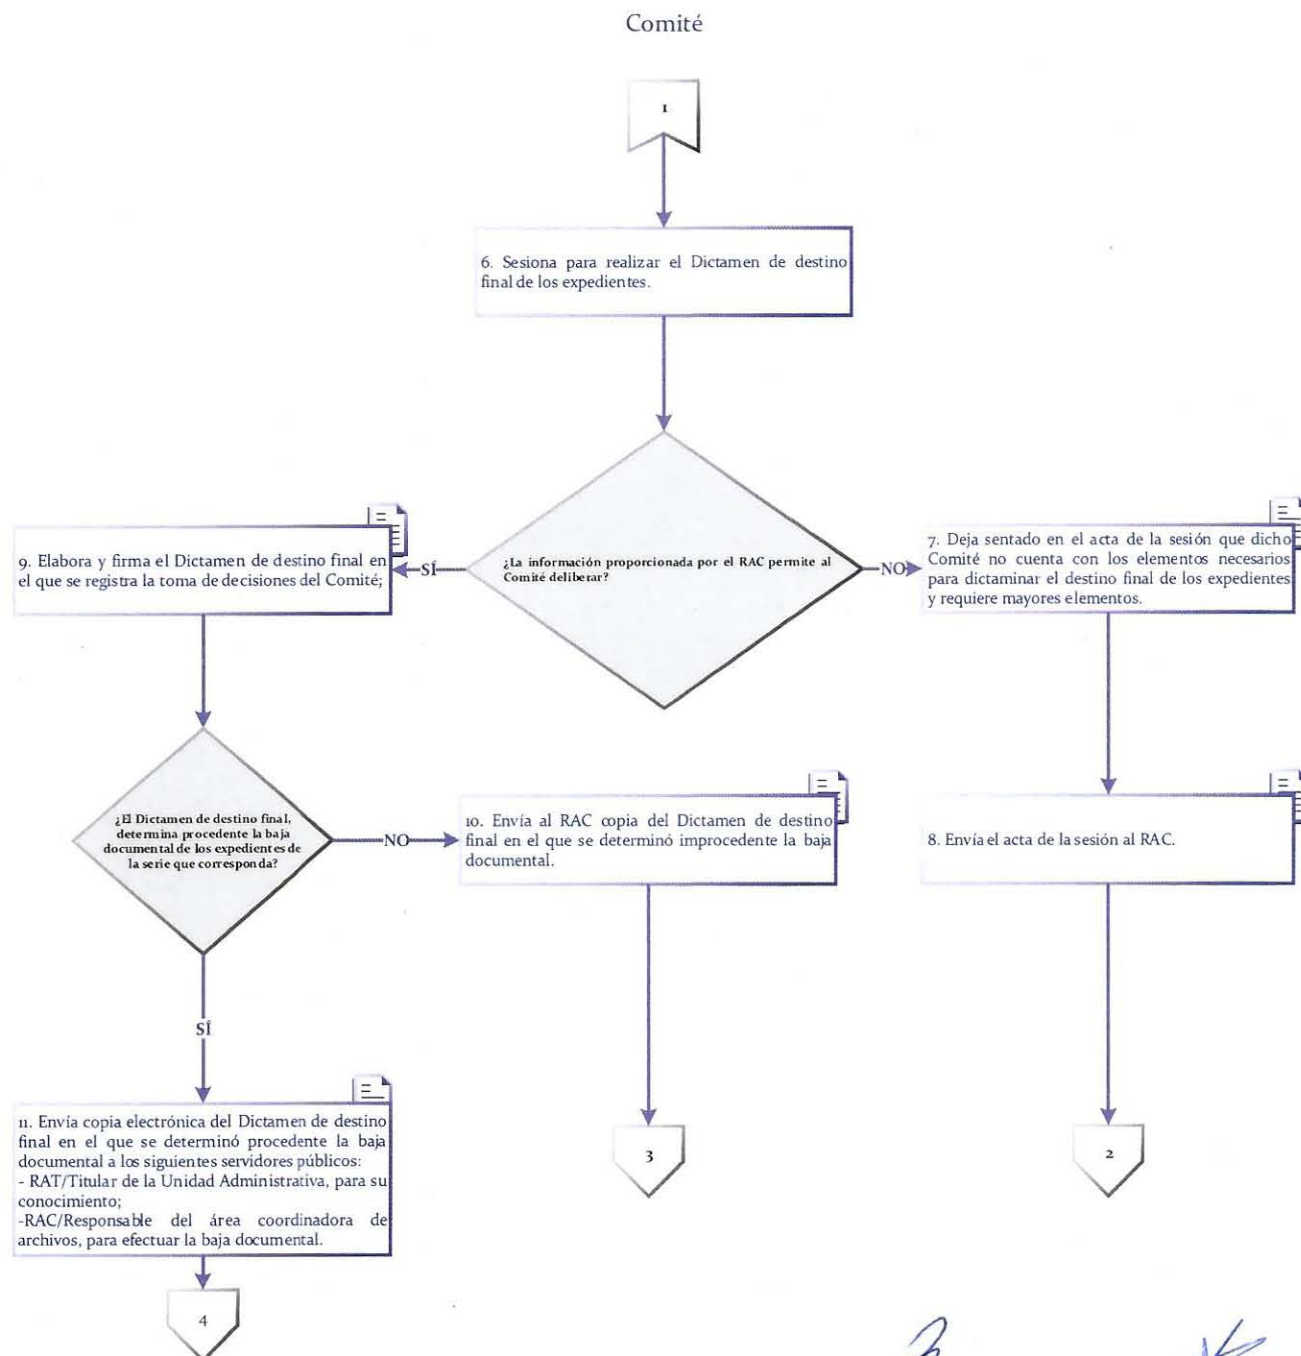 Comité
1
6. Sesiona para realizar el Dictamen de destino
final de los expedientes.
¿La información proporcionada por el RAC permite al
Comité deliberar?
SÍ
NO
9. Elabora y firma el Dictamen de destino final en
el que se registra la toma de decisiones del Comité;
7. Deja sentado en el acta de la sesión que dicho
Comité no cuenta con los elementos necesarios
para dictaminar el destino final de los expedientes
y requiere mayores elementos.
¿El Dictamen de destino final,
determina procedente la baja
documental de los expedientes de
la serie que corresponda?
NO
10. Envía al RAC copia del Dictamen de destino
final en el que se determinó improcedente la baja
documental.
8. Envía el acta de la sesión al RAC.
SÍ
11. Envía copia electrónica del Dictamen de destino
final en el que se determinó procedente la baja
documental a los siguientes servidores públicos:
- RAT/Titular de la Unidad Administrativa, para su
conocimiento;
-RAC/Responsable del área coordinadora de
archivos, para efectuar la baja documental.
3
2
4